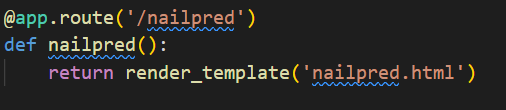 @app.route('/nailpred')
def nailpred():
    return render_template('nailpred.html')